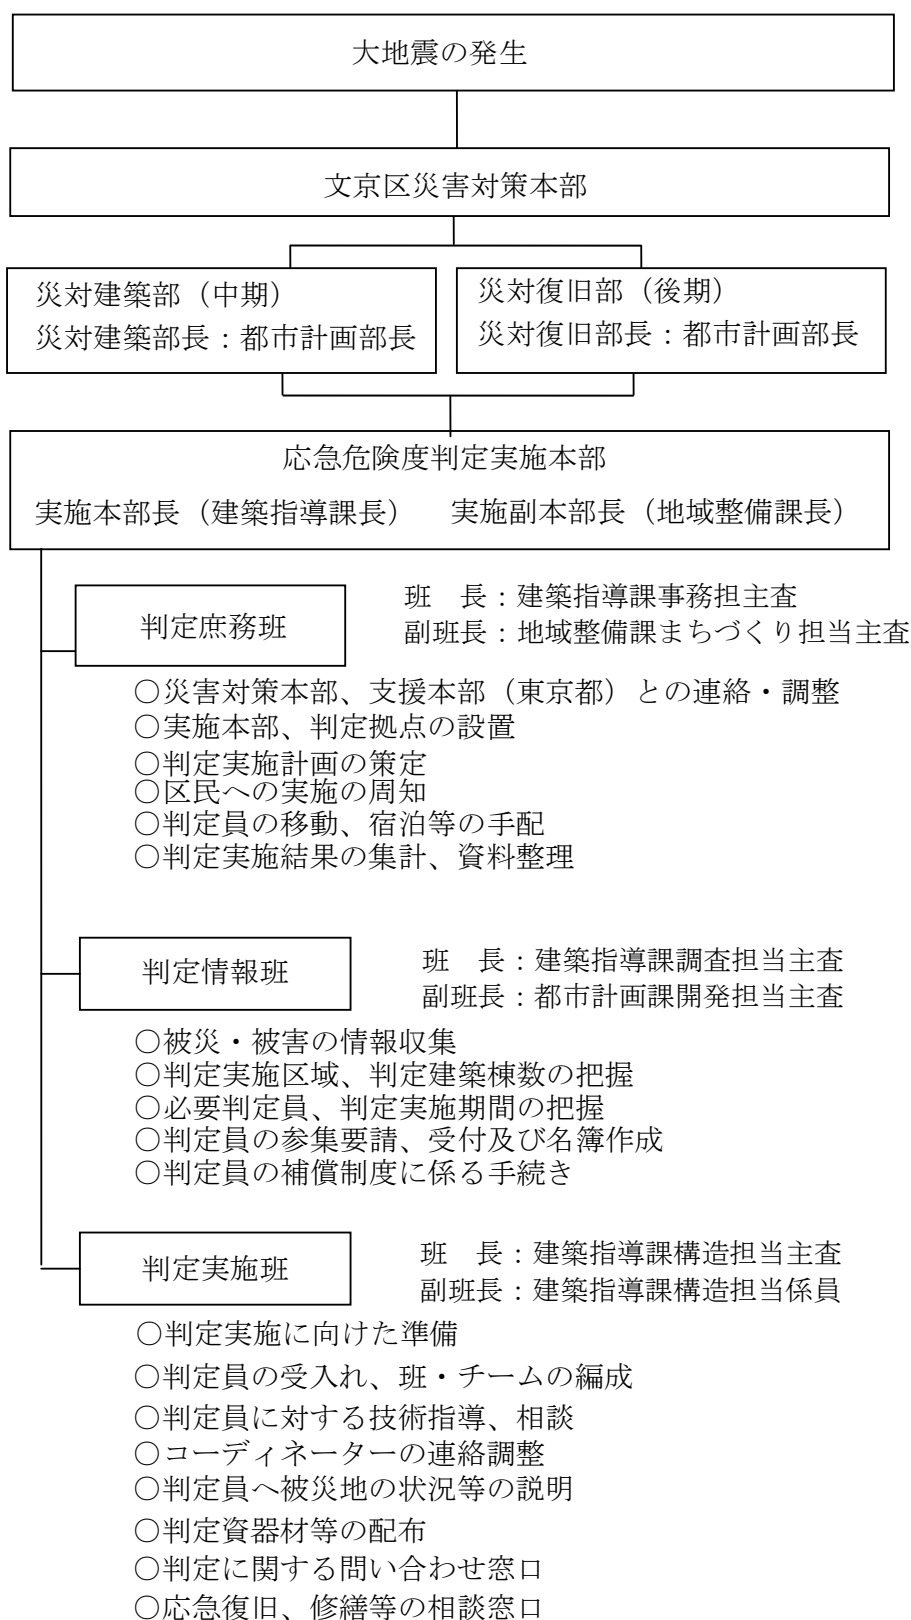 大地震の発生
文京区災害対策本部
災対建築部（中期）
災対建築部長：都市計画部長
災対復旧部（後期）
災対復旧部長：都市計画部長
応急危険度判定実施本部
実施本部長（建築指導課長）　実施副本部長（地域整備課長）
判定庶務班
班　長：建築指導課事務担主査
副班長：地域整備課まちづくり担当主査
○災害対策本部、支援本部（東京都）との連絡・調整
○実施本部、判定拠点の設置
○判定実施計画の策定
○区民への実施の周知
○判定員の移動、宿泊等の手配
○判定実施結果の集計、資料整理
判定情報班
班　長：建築指導課調査担当主査
副班長：都市計画課開発担当主査
○被災・被害の情報収集
○判定実施区域、判定建築棟数の把握
○必要判定員、判定実施期間の把握
○判定員の参集要請、受付及び名簿作成
○判定員の補償制度に係る手続き
判定実施班
班　長：建築指導課構造担当主査
副班長：建築指導課構造担当係員
○判定実施に向けた準備
○判定員の受入れ、班・チームの編成
○判定員に対する技術指導、相談
○コーディネーターの連絡調整
○判定員へ被災地の状況等の説明
○判定資器材等の配布
○判定に関する問い合わせ窓口
○応急復旧、修繕等の相談窓口